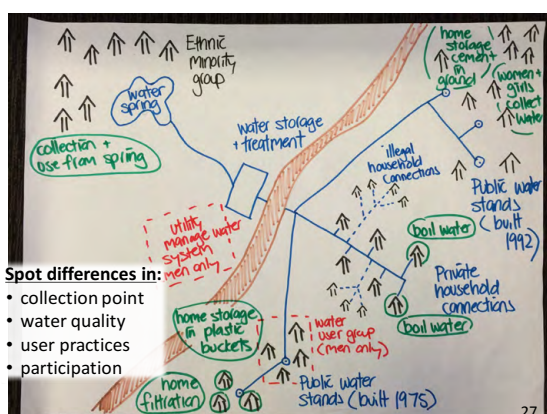 Ethnic
minority
group
water
spring
collection +
use from spring
water storage
+ treatment
home
storage
cement
in
ground
women +
girls
collect
water
illegal
household
connections
Public water
stands
(built
1992)
utility
manage water
system
men only
boil water
Private
household
connections
boil water
Spot differences in:
• collection point
• water quality
• user practices
• participation
home storage
in plastic
buckets
water
user group
(men only)
home
filtration
Public water
stands (built 1975)
27